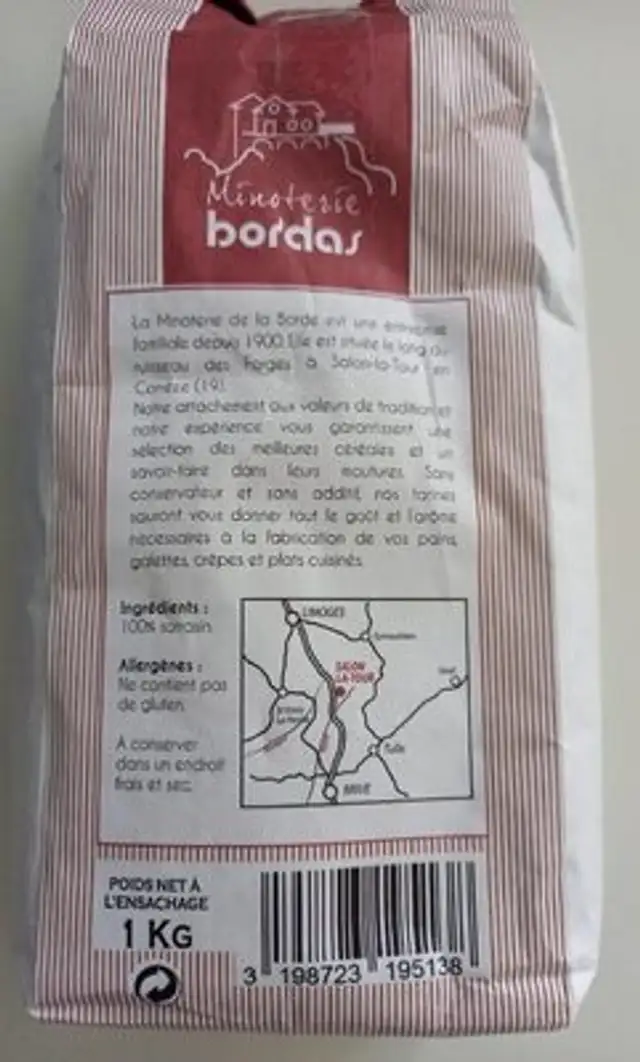 Minoterie
bordas
La Minoterie de la Borde est une entreprise
familiale depuis 1900. Elle est située le long du
ruisseau des Forges à Salon-la-Tour en
Corrèze (19).
Notre attachement aux valeurs de tradition et
notre expérience vous garantissent une
sélection des meilleures céréales et un
savoir-faire dans leurs moutures. Sans
conservateur et sans additif, nos farines
sauront vous donner tout le goût et l'arôme
nécessaires à la fabrication de vos pains,
galettes, crêpes et plats cuisinés.
Ingrédients :
100% sarrasin.
Allergènes :
Ne contient pas
de gluten.
A conserver
dans un endroit
frais et sec.
LIMOGES
SALON
LA-TOUR
Tulle
BRIVE
POIDS NET À
L'ENSACHAGE
1 KG
3 198723 195138